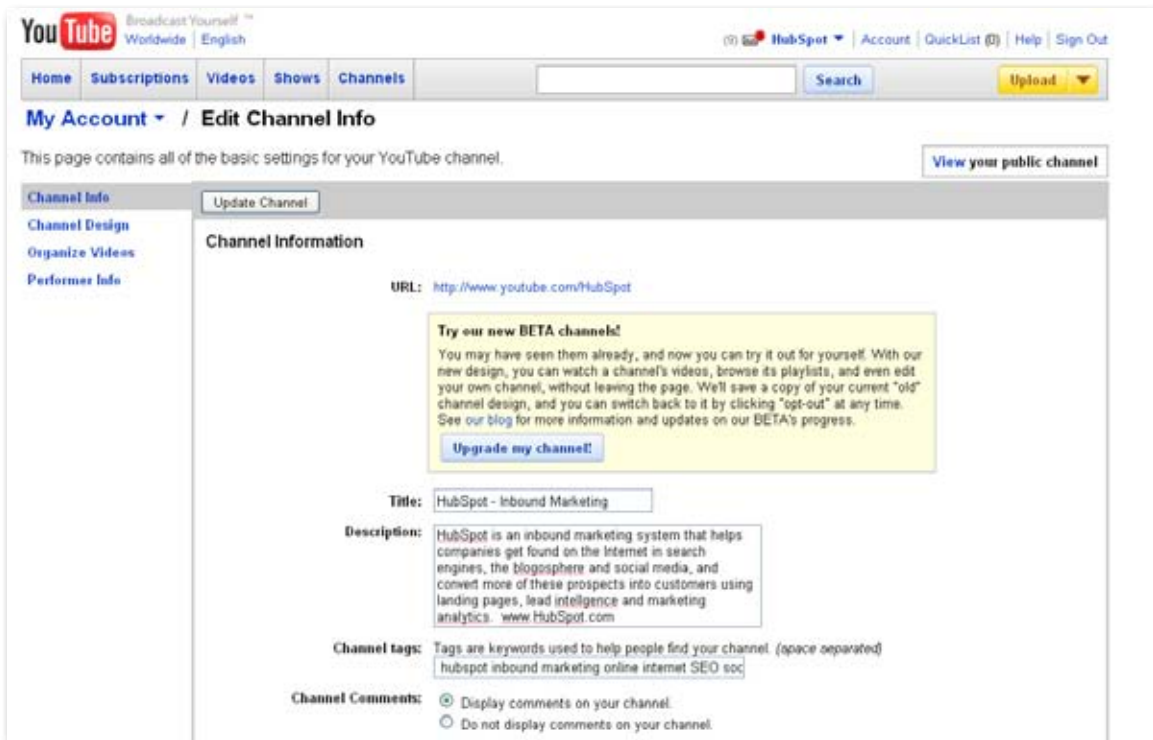 You Tube
Broadcast Yourself ™
Worldwide | English
(9) HubSpot ▼ | Account | QuickList (0) | Help | Sign Out
Home Subscriptions Videos Shows Channels Search Upload
My Account / Edit Channel Info
This page contains all of the basic settings for your YouTube channel.
View your public channel
Channel Info
Channel Design
Organize Videos
Performer Info
Update Channel
Channel Information
URL: http://www.youtube.com/HubSpot
Try our new BETA channels!
You may have seen them already, and now you can try it out for yourself. With our
new design, you can watch a channel's videos, browse its playlists, and even edit
your own channel, without leaving the page. We'll save a copy of your current "old"
channel design, and you can switch back to it by clicking "opt-out" at any time.
See our blog for more information and updates on our BETA's progress.
Upgrade my channel!
Title: HubSpot - Inbound Marketing
Description: HubSpot is an inbound marketing system that helps
companies get found on the Internet in search
engines, the blogosphere and social media, and
convert more of these prospects into customers using
landing pages, lead intellgence and marketing
analytics. www.HubSpot.com
Channel tags: Tags are keywords used to help people find your channel. (space separated)
hubspot inbound marketing online internet SEO soc
Channel Comments: Display comments on your channel.
Do not display comments on your channel.